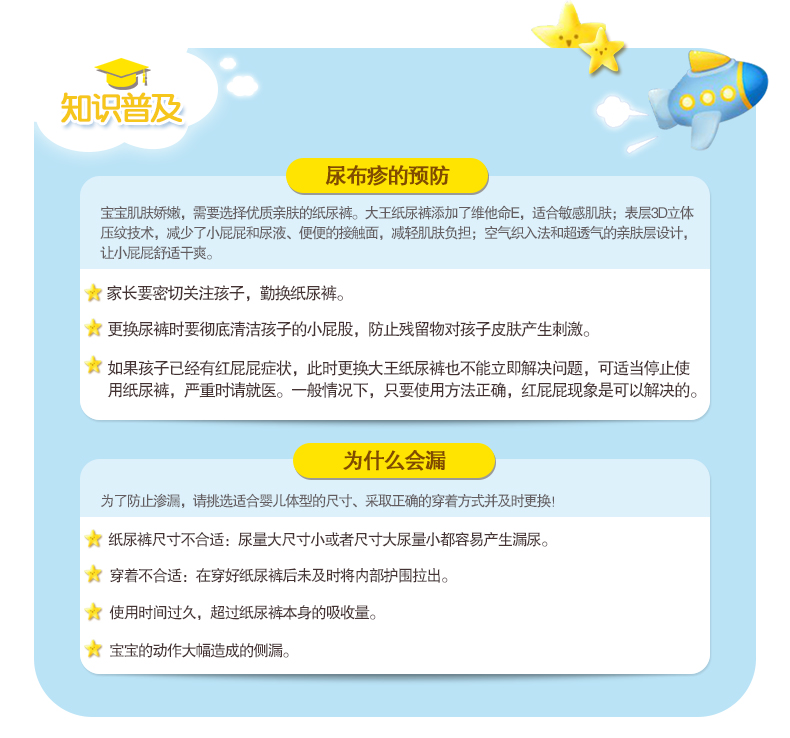 知识普及
尿布疹的预防
宝宝肌肤娇嫩，需要选择优质亲肤的纸尿裤。大王纸尿裤添加了维他命E，适合敏感肌肤；表层3D立体
压纹技术，减少了小屁屁和尿液、便便的接触面，减轻肌肤负担；空气织入法和超透气的亲肤层设计，
让小屁屁舒适干爽。
家长要密切关注孩子，勤换纸尿裤。
更换尿裤时要彻底清洁孩子的小屁股，防止残留物对孩子皮肤产生刺激。
如果孩子已经有红屁屁症状，此时更换大王纸尿裤也不能立即解决问题，可适当停止使
用纸尿裤，严重时请就医。一般情况下，只要使用方法正确，红屁屁现象是可以解决的。
为什么会漏
为了防止渗漏，请挑选适合婴儿体型的尺寸、采取正确的穿着方式并及时更换！
纸尿裤尺寸不合适：尿量大尺寸小或者尺寸大尿量小都容易产生漏尿。
穿着不合适：在穿好纸尿裤后未及时将内部护围拉出。
使用时间过久，超过纸尿裤本身的吸收量。
宝宝的动作大幅造成的侧漏。